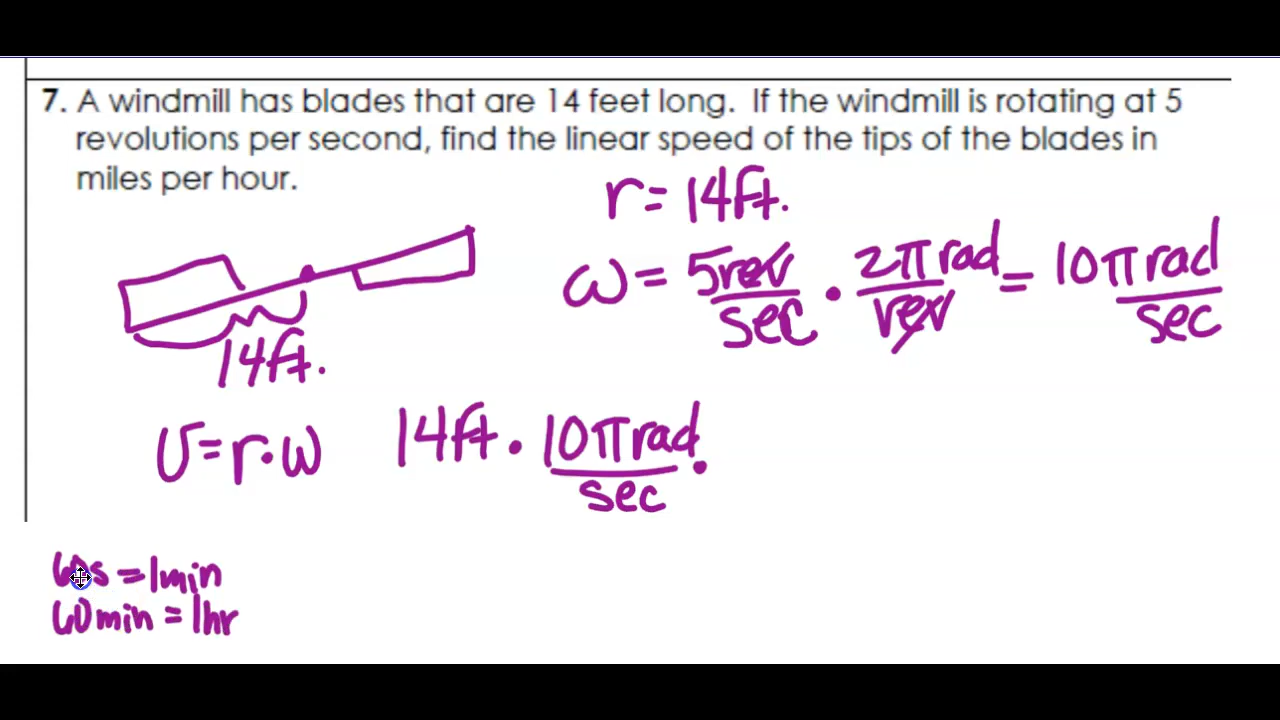 7. A windmill has blades that are 14 feet long. If the windmill is rotating at 5
revolutions per second, find the linear speed of the tips of the blades in
miles per hour.
r = 14ft.
ω = 5rev/sec · 2π rad/rev = 10π rad/sec
14ft.
v = r · ω 14ft · 10π rad/sec ·
60s = 1min
60min = 1hr